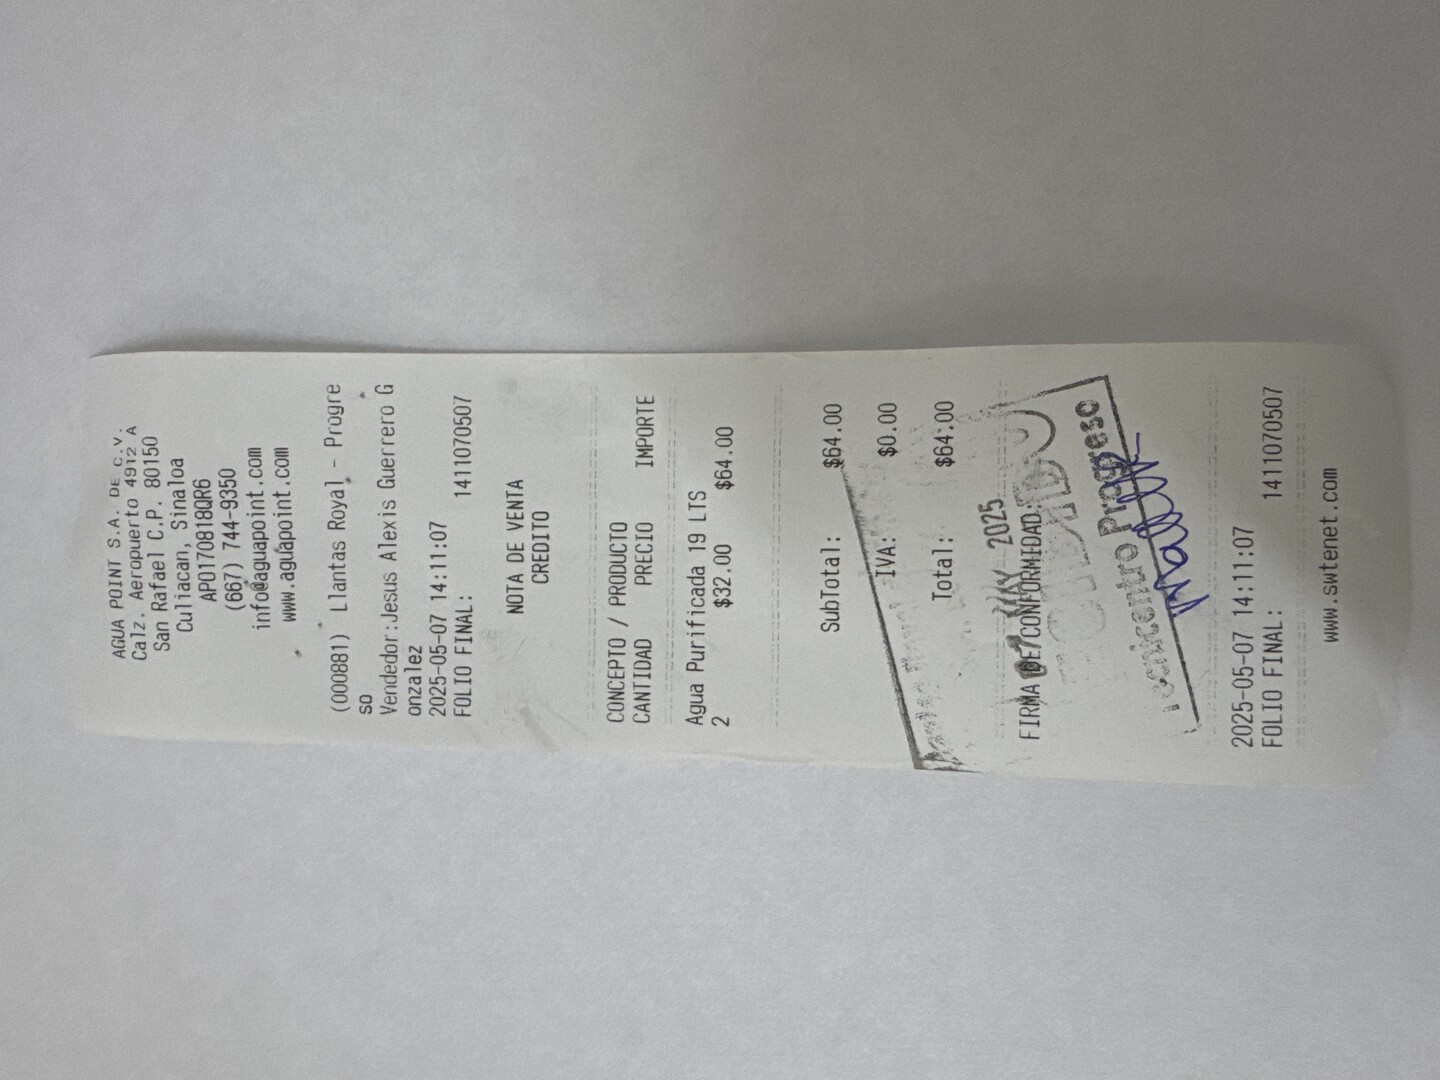 AGUA POINT S.A. DE C.V.
Calz. Aeropuerto 4912 A
San Rafael C.P. 80150
Culiacan, Sinaloa
APO170818QR6
(667) 744-9350
info@aguapoint.com
www.aguapoint.com
(000881) Llantas Royal - Progre
so
Vendedor:Jesus Alexis Guerrero G
onzalez
2025-05-07 14:11:07
FOLIO FINAL: 1411070507
NOTA DE VENTA
CREDITO
CONCEPTO / PRODUCTO
CANTIDAD PRECIO IMPORTE
Agua Purificada 19 LTS
2 $32.00 $64.00
SubTotal: $64.00
IVA: $0.00
Total: $64.00
MAY 2025
FIRMA DE CONFORMIDAD:
Tecnicentro Progreso
2025-05-07 14:11:07
FOLIO FINAL: 1411070507
www.swtenet.com